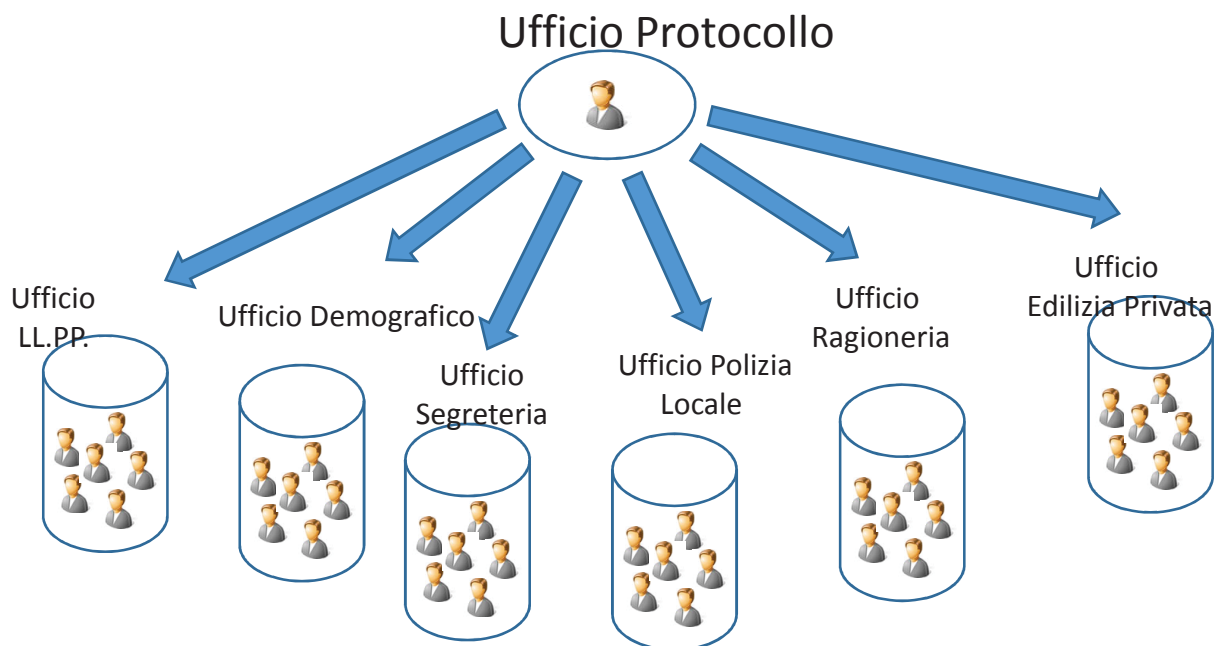 Ufficio Protocollo
Ufficio
LL.PP.
Ufficio Demografico
Ufficio
Segreteria
Ufficio Polizia
Locale
Ufficio
Ragioneria
Ufficio
Edilizia Privata